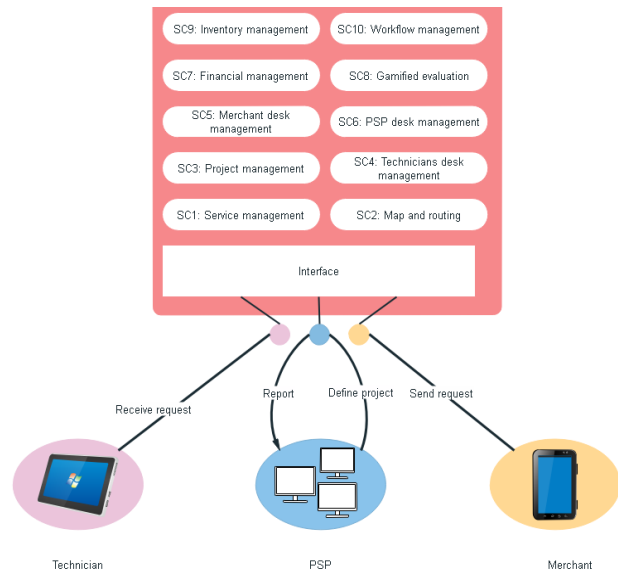 SC9: Inventory management
SC10: Workflow management
SC7: Financial management
SC8: Gamified evaluation
SC5: Merchant desk
management
SC6: PSP desk management
SC3: Project management
SC4: Technicians desk
management
SC1: Service management
SC2: Map and routing
Interface
Receive request
Report
Define project
Send request
Technician
PSP
Merchant